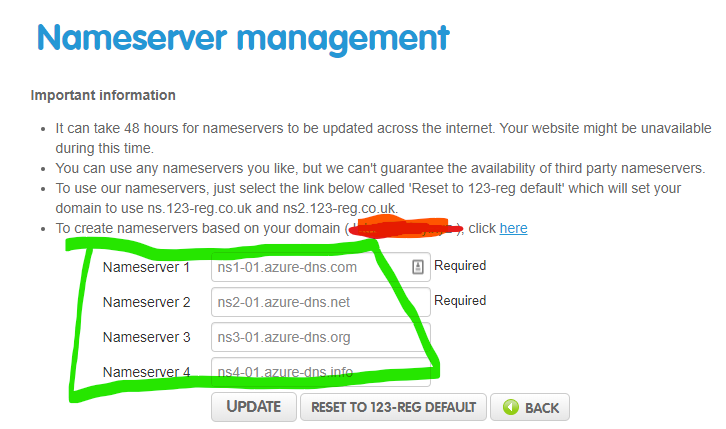 Nameserver management
Important information
• It can take 48 hours for nameservers to be updated across the internet. Your website might be unavailable
during this time.
• You can use any nameservers you like, but we can't guarantee the availability of third party nameservers.
• To use our nameservers, just select the link below called 'Reset to 123-reg default' which will set your
domain to use ns.123-reg.co.uk and ns2.123-reg.co.uk.
• To create nameservers based on your domain ( ), click here
Nameserver 1 ns1-01.azure-dns.com Required
Nameserver 2 ns2-01.azure-dns.net Required
Nameserver 3 ns3-01.azure-dns.org
Nameserver 4 ns4-01.azure-dns.info
UPDATE RESET TO 123-REG DEFAULT BACK